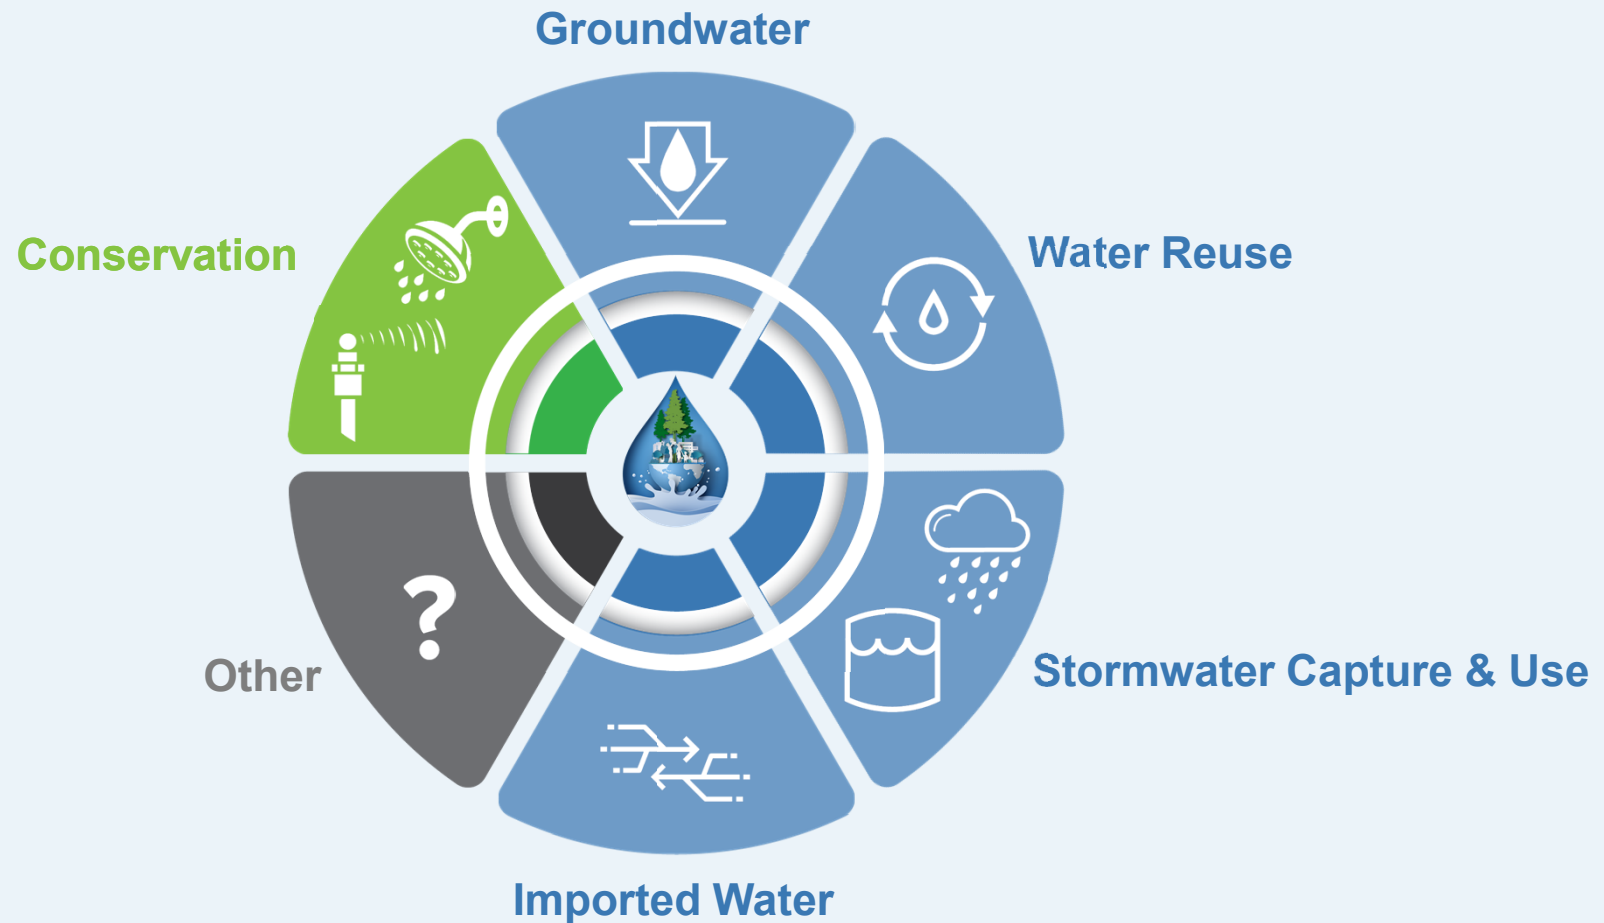 Groundwater
Conservation
Water Reuse
?
Other
Stormwater Capture & Use
Imported Water